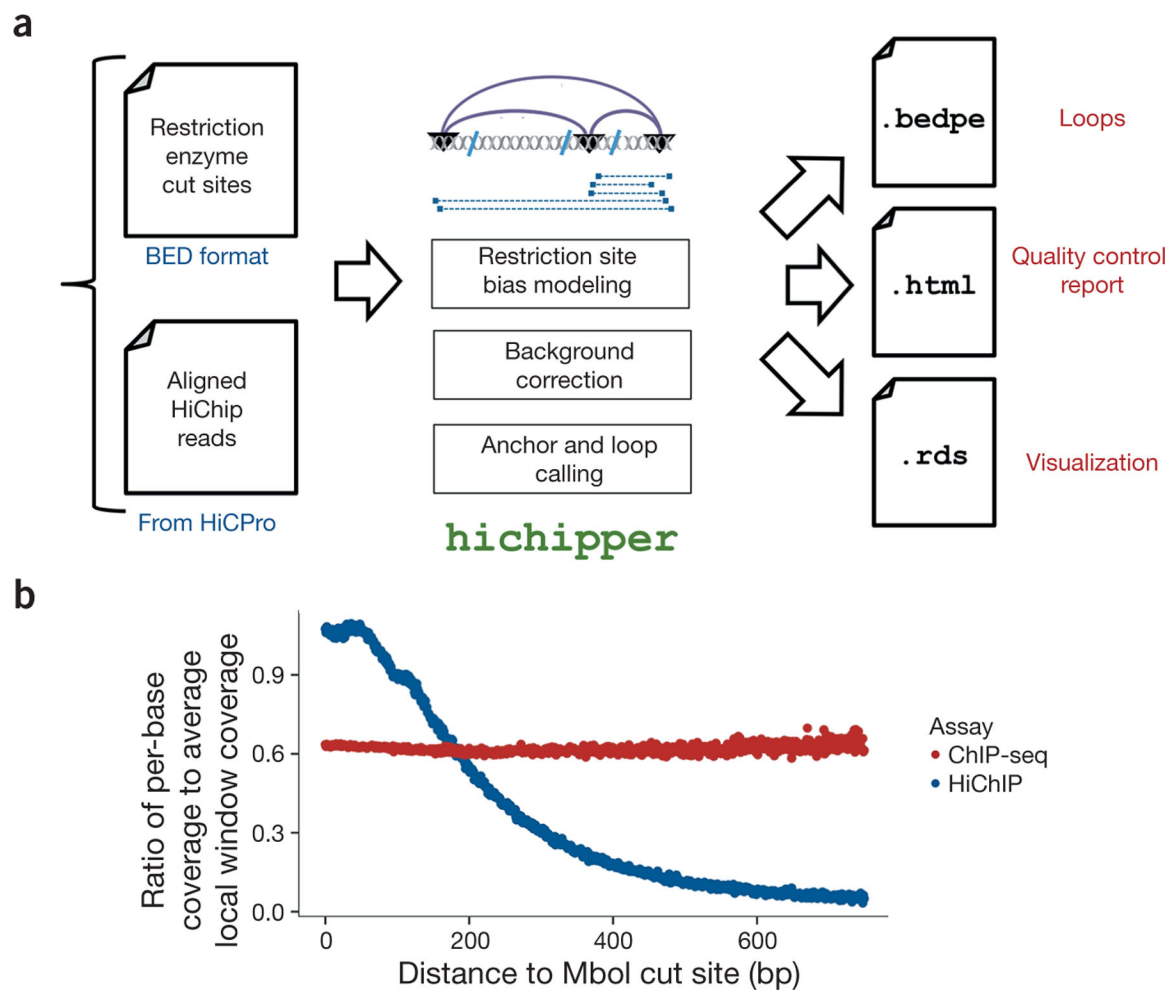 a
Restriction
enzyme
cut sites
BED format
Aligned
HiChip
reads
From HiCPro
Restriction site
bias modeling
Background
correction
Anchor and loop
calling
hichipper
.bedpe
Loops
.html
Quality control
report
.rds
Visualization
b
Ratio of per-base
coverage to average
local window coverage
0.9
0.6
0.3
0.0
0
200
400
600
Distance to MboI cut site (bp)
Assay
ChIP-seq
HiChIP